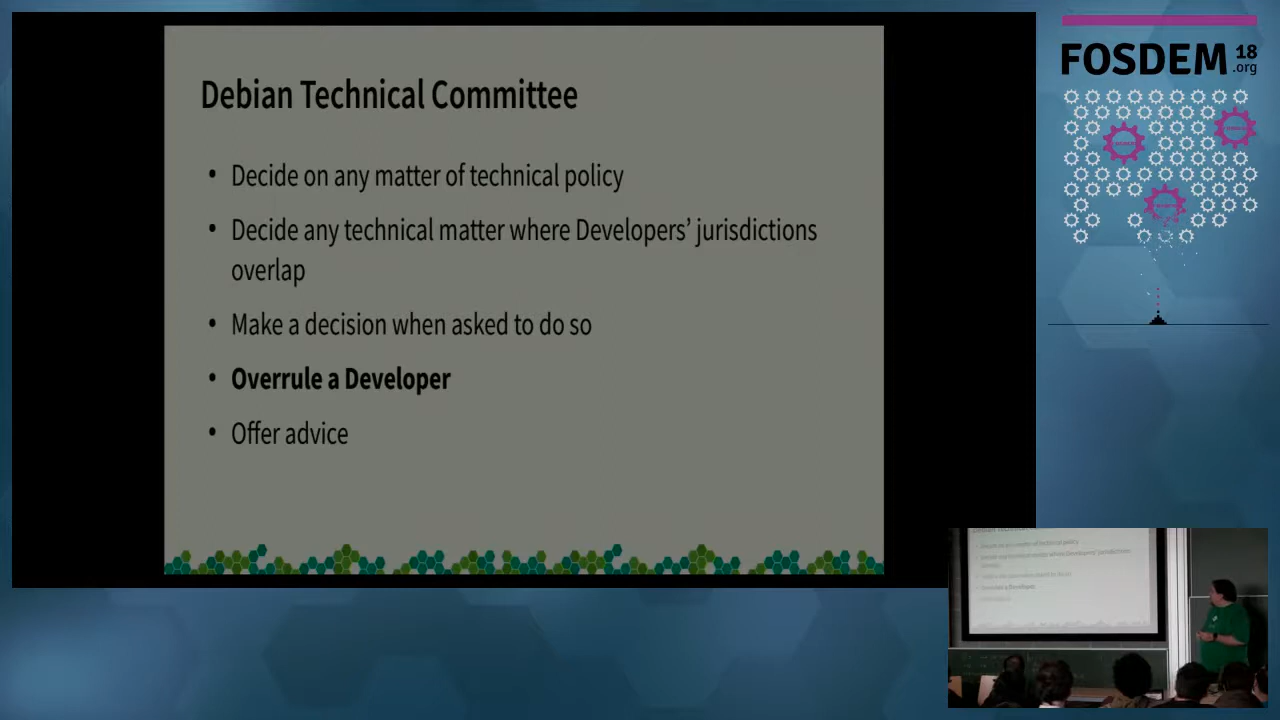 Debian Technical Committee
• Decide on any matter of technical policy
• Decide any technical matter where Developers’ jurisdictions
overlap
• Make a decision when asked to do so
• Overrule a Developer
• Offer advice
FOSDEM 18
.org